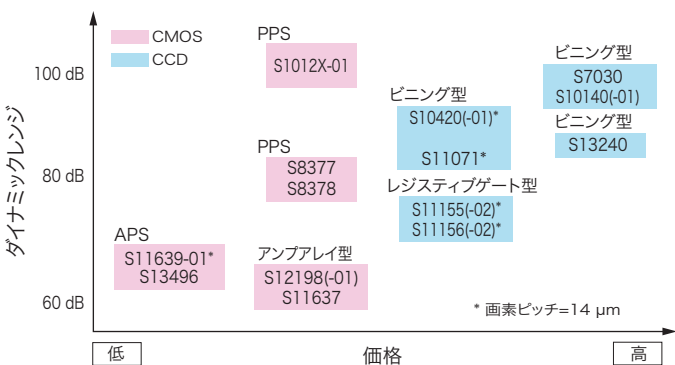 CMOS
CCD
PPS
S1012X-01
ビニング型
S7030
S10140(-01)
100 dB
ビニング型
S10420(-01)*
S11071*
ビニング型
S13240
ダイナミックレンジ
PPS
S8377
S8378
80 dB
レジスティブゲート型
S11155(-02)*
S11156(-02)*
APS
S11639-01*
S13496
アンプアレイ型
S12198(-01)
S11637
60 dB
* 画素ピッチ=14 µm
低
価格
高